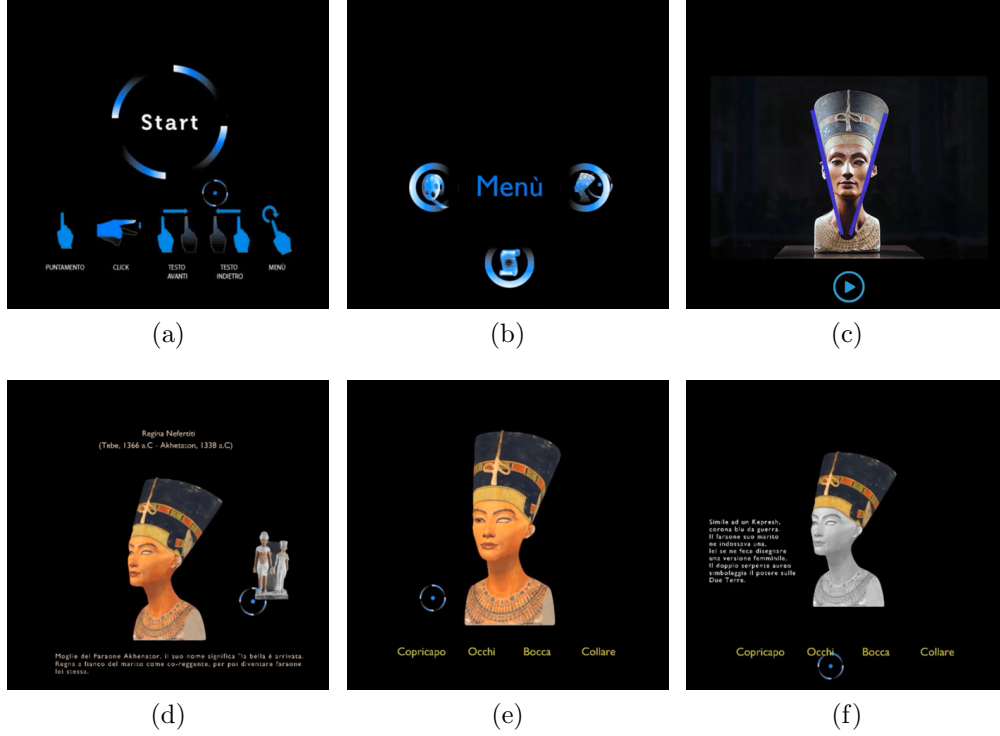 Start
PUNTAMENTO
CLICK
TESTO
AVANTI
TESTO
INDIETRO
MENÙ
(a)
Menù
(b)
(c)
Regina Nefertiti
(Tebe, 1366 a.C - Akhetaton, 1338 a.C)
Moglie del Faraone Akhenaton, il suo nome significa "la bella è arrivata.
Regna a fianco del marito come co-reggente, per poi diventare faraone
lei stessa.
(d)
Copricapo Occhi Bocca Collare
(e)
Simile ad un Kepresh,
corona blu da guerra.
Il faraone suo marito
ne indossava una,
lei se ne fece disegnare
una versione femminile.
Il doppio serpente aureo
simboleggia il potere sulle
Due Terre.
Copricapo Occhi Bocca Collare
(f)